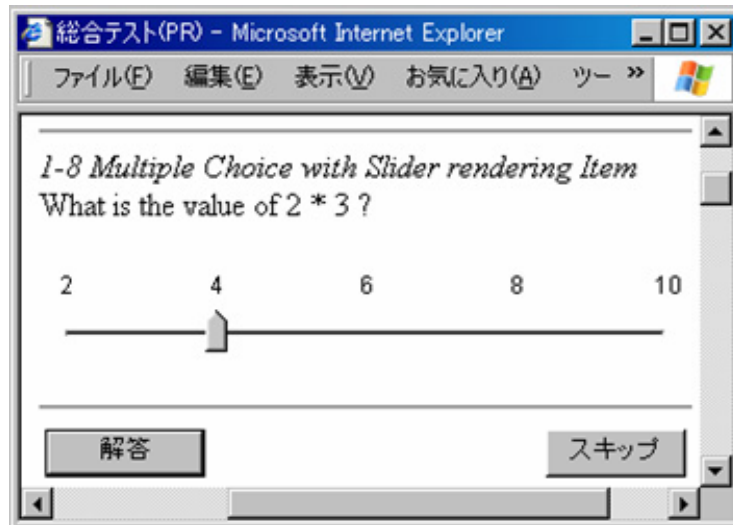 総合テスト(PR) - Microsoft Internet Explorer
ファイル(F) 編集(E) 表示(V) お気に入り(A) ツー »
1-8 Multiple Choice with Slider rendering Item
What is the value of 2 * 3 ?
2 4 6 8 10
解答 スキップ